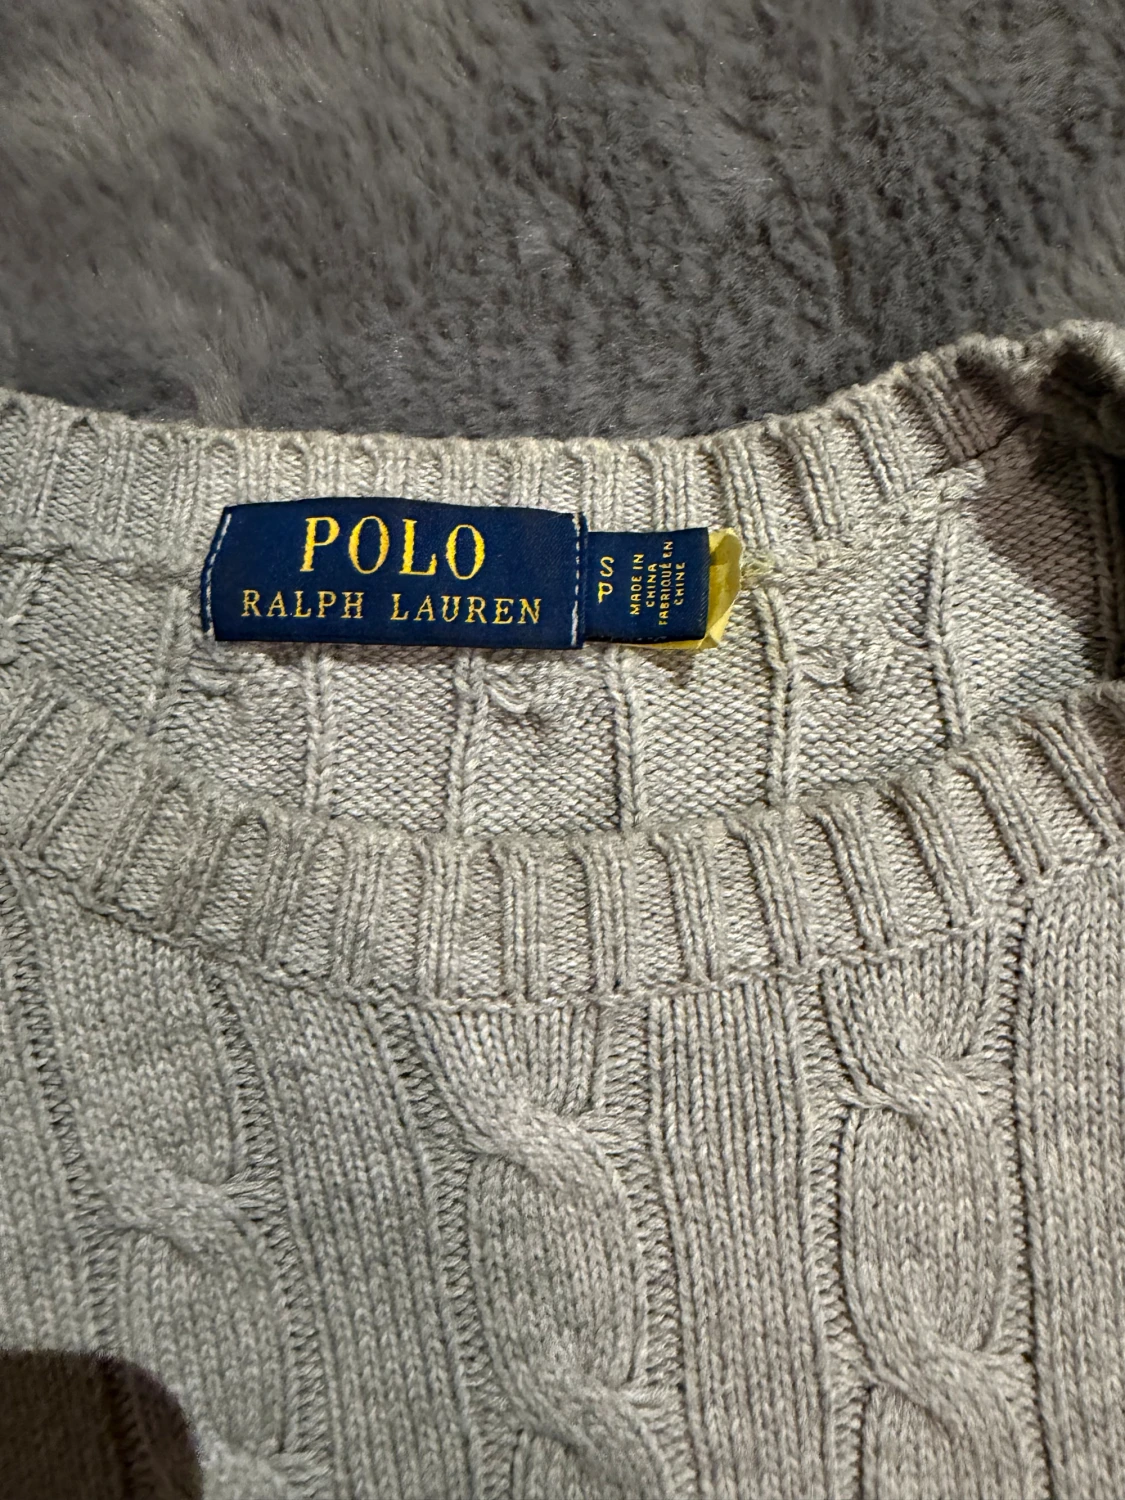 POLO
RALPH LAUREN
S
P
MADE IN
CHINA
FABRIQUÉ EN
CHINE